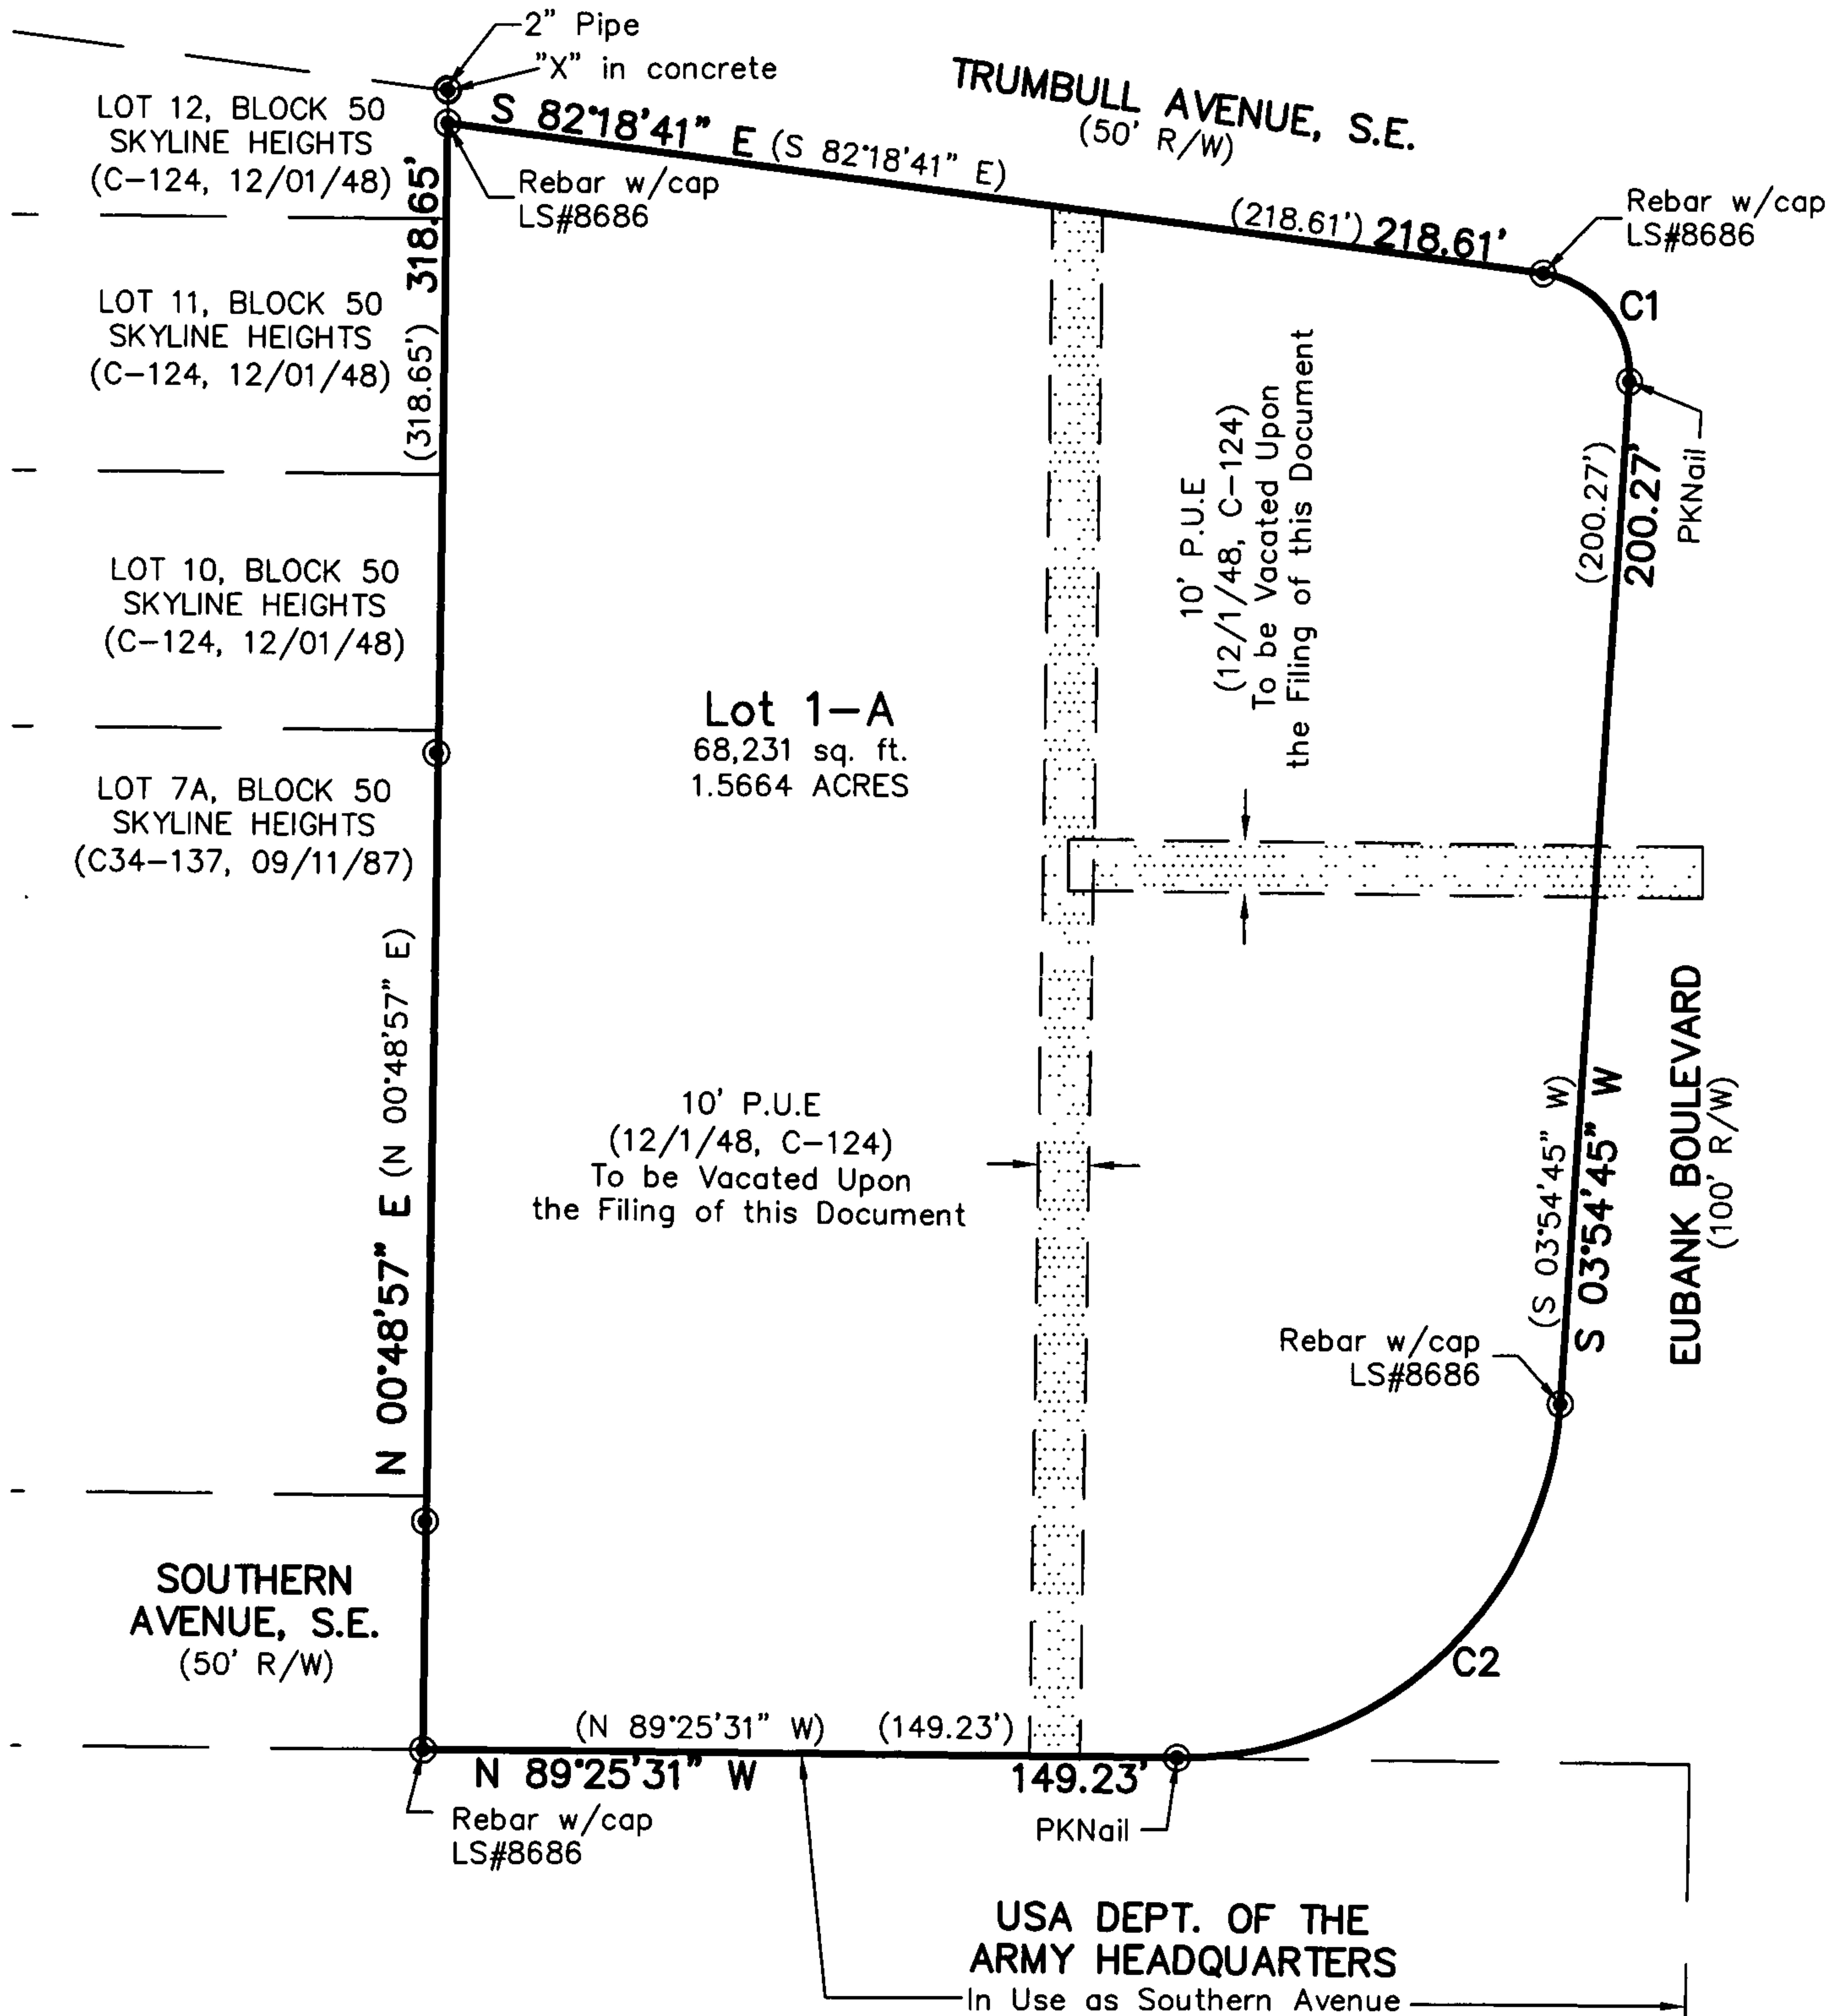 2" Pipe
"X" in concrete
TRUMBULL AVENUE, S.E.
(50' R/W)
LOT 12, BLOCK 50
SKYLINE HEIGHTS
(C-124, 12/01/48)
S 82°18'41" E (S 82°18'41" E)
(218.61') 218.61'
Rebar w/cap
LS#8686
Rebar w/cap
LS#8686
C1
318.65'
(318.65')
LOT 11, BLOCK 50
SKYLINE HEIGHTS
(C-124, 12/01/48)
10' P.U.E
(12/1/48, C-124)
To be Vacated Upon
the Filing of this Document
(200.27')
200.27'
PKNail
LOT 10, BLOCK 50
SKYLINE HEIGHTS
(C-124, 12/01/48)
Lot 1-A
68,231 sq. ft.
1.5664 ACRES
LOT 7A, BLOCK 50
SKYLINE HEIGHTS
(C34-137, 09/11/87)
N 00°48'57" E (N 00°48'57" E)
10' P.U.E
(12/1/48, C-124)
To be Vacated Upon
the Filing of this Document
(S 03°54'45" W)
S 03°54'45" W
EUBANK BOULEVARD
(100' R/W)
Rebar w/cap
LS#8686
SOUTHERN
AVENUE, S.E.
(50' R/W)
C2
(N 89°25'31" W) (149.23')
N 89°25'31" W 149.23'
Rebar w/cap
LS#8686
PKNail
USA DEPT. OF THE
ARMY HEADQUARTERS
In Use as Southern Avenue